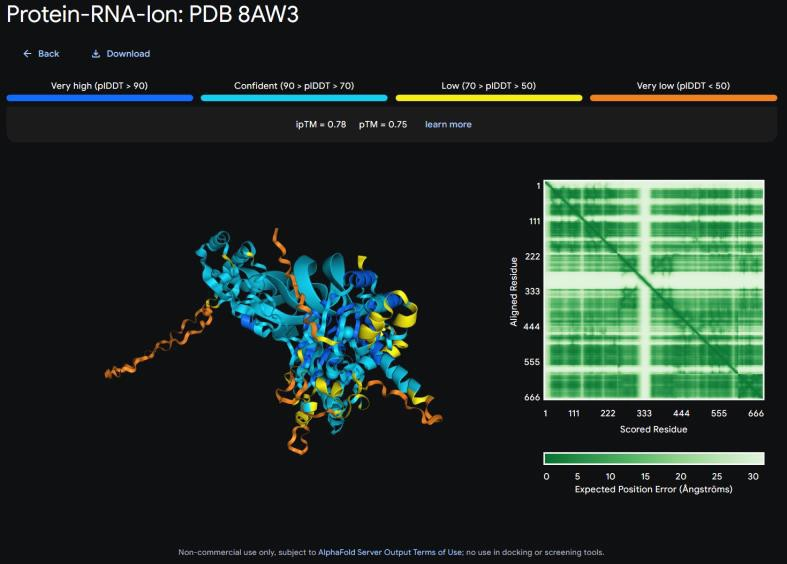 Protein-RNA-Ion: PDB 8AW3
← Back Download
Very high (plDDT > 90) Confident (90 > plDDT > 70) Low (70 > plDDT > 50) Very low (plDDT < 50)
ipTM = 0.78 pTM = 0.75 learn more
1
111
222
333
444
555
666
Aligned Residue
1 111 222 333 444 555 666
Scored Residue
0 5 10 15 20 25 30
Expected Position Error (Ångströms)
Non-commercial use only, subject to AlphaFold Server Output Terms of Use; no use in docking or screening tools.